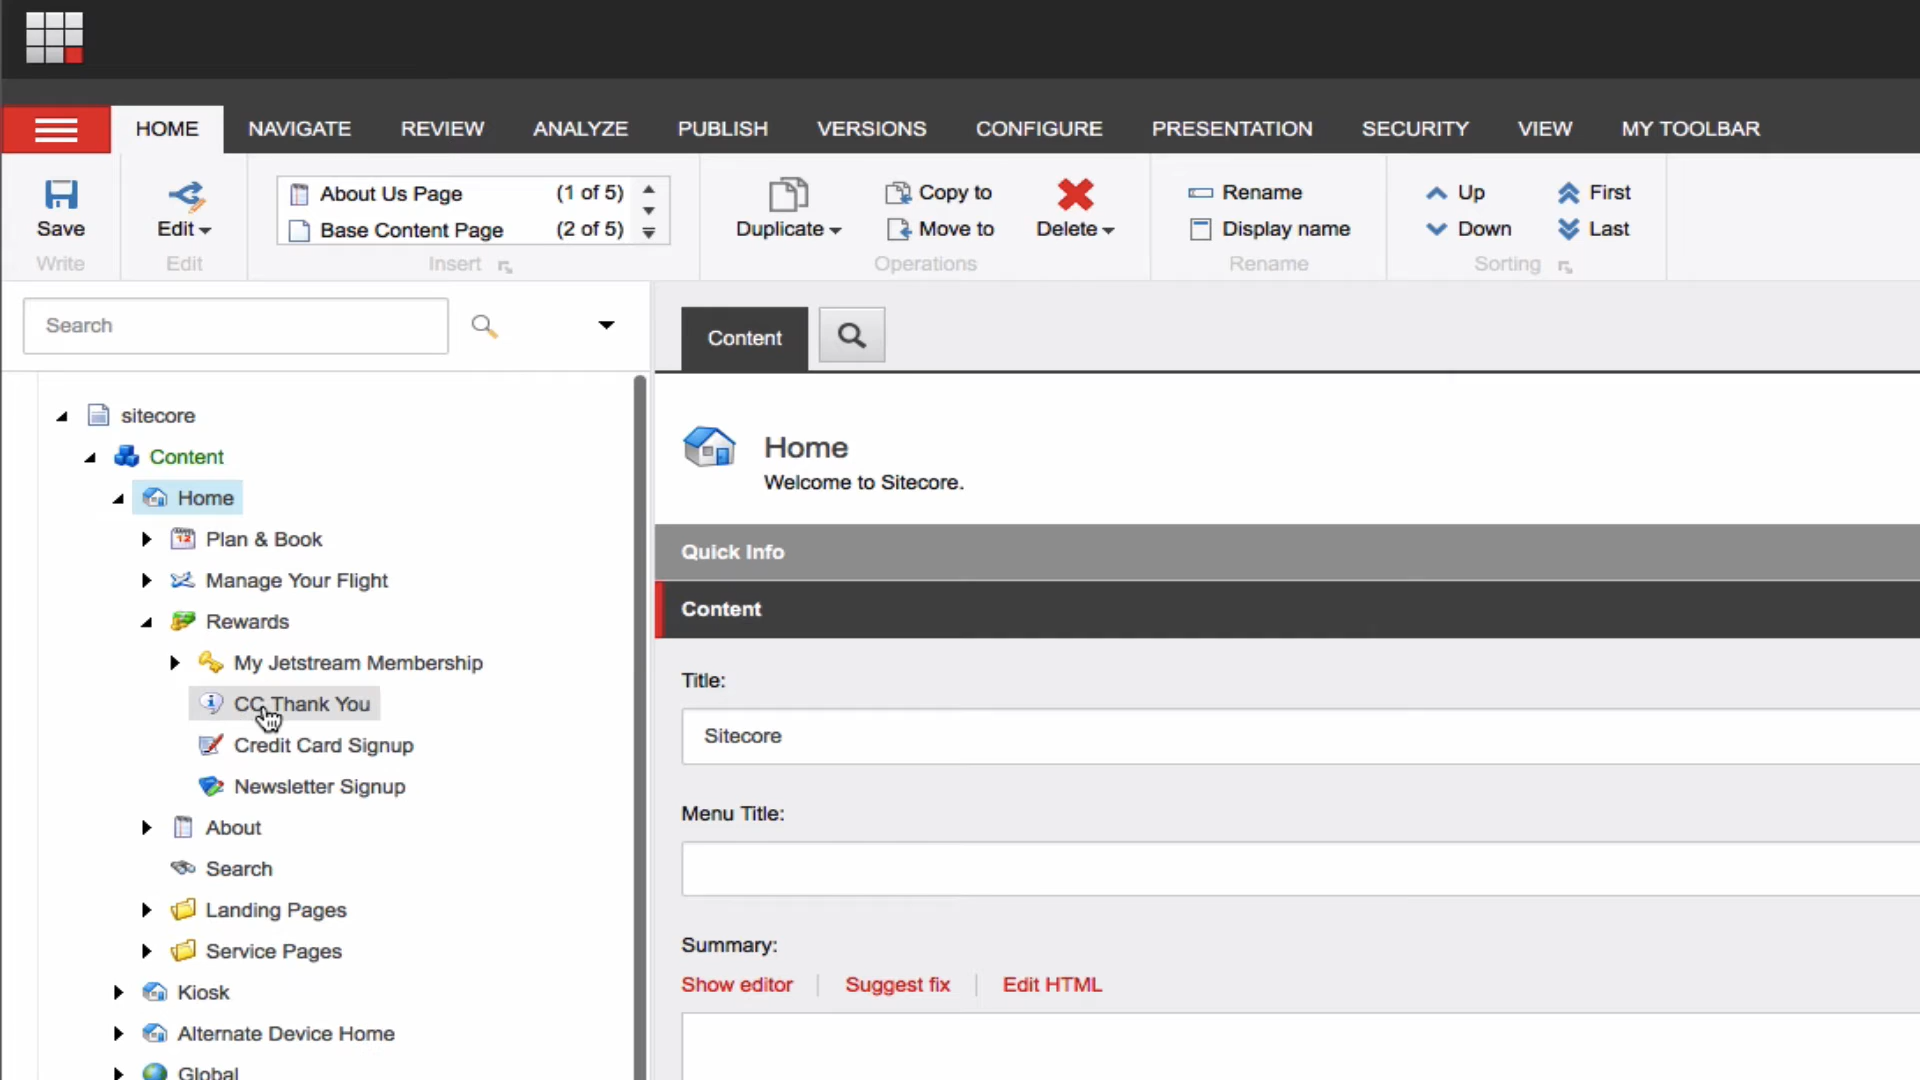 HOME NAVIGATE REVIEW ANALYZE PUBLISH VERSIONS CONFIGURE PRESENTATION SECURITY VIEW MY TOOLBAR
Save
Write
Edit
Edit
About Us Page (1 of 5)
Base Content Page (2 of 5)
Insert
Duplicate
Copy to
Move to
Delete
Operations
Rename
Display name
Rename
Up
Down
First
Last
Sorting
Search
sitecore
Content
Home
Plan & Book
12
Manage Your Flight
Rewards
My Jetstream Membership
CC Thank You
Credit Card Signup
Newsletter Signup
About
Search
Landing Pages
Service Pages
Kiosk
Alternate Device Home
Global
Content
Home
Welcome to Sitecore.
Quick Info
Content
Title:
Sitecore
Menu Title:
Summary:
Show editor | Suggest fix | Edit HTML